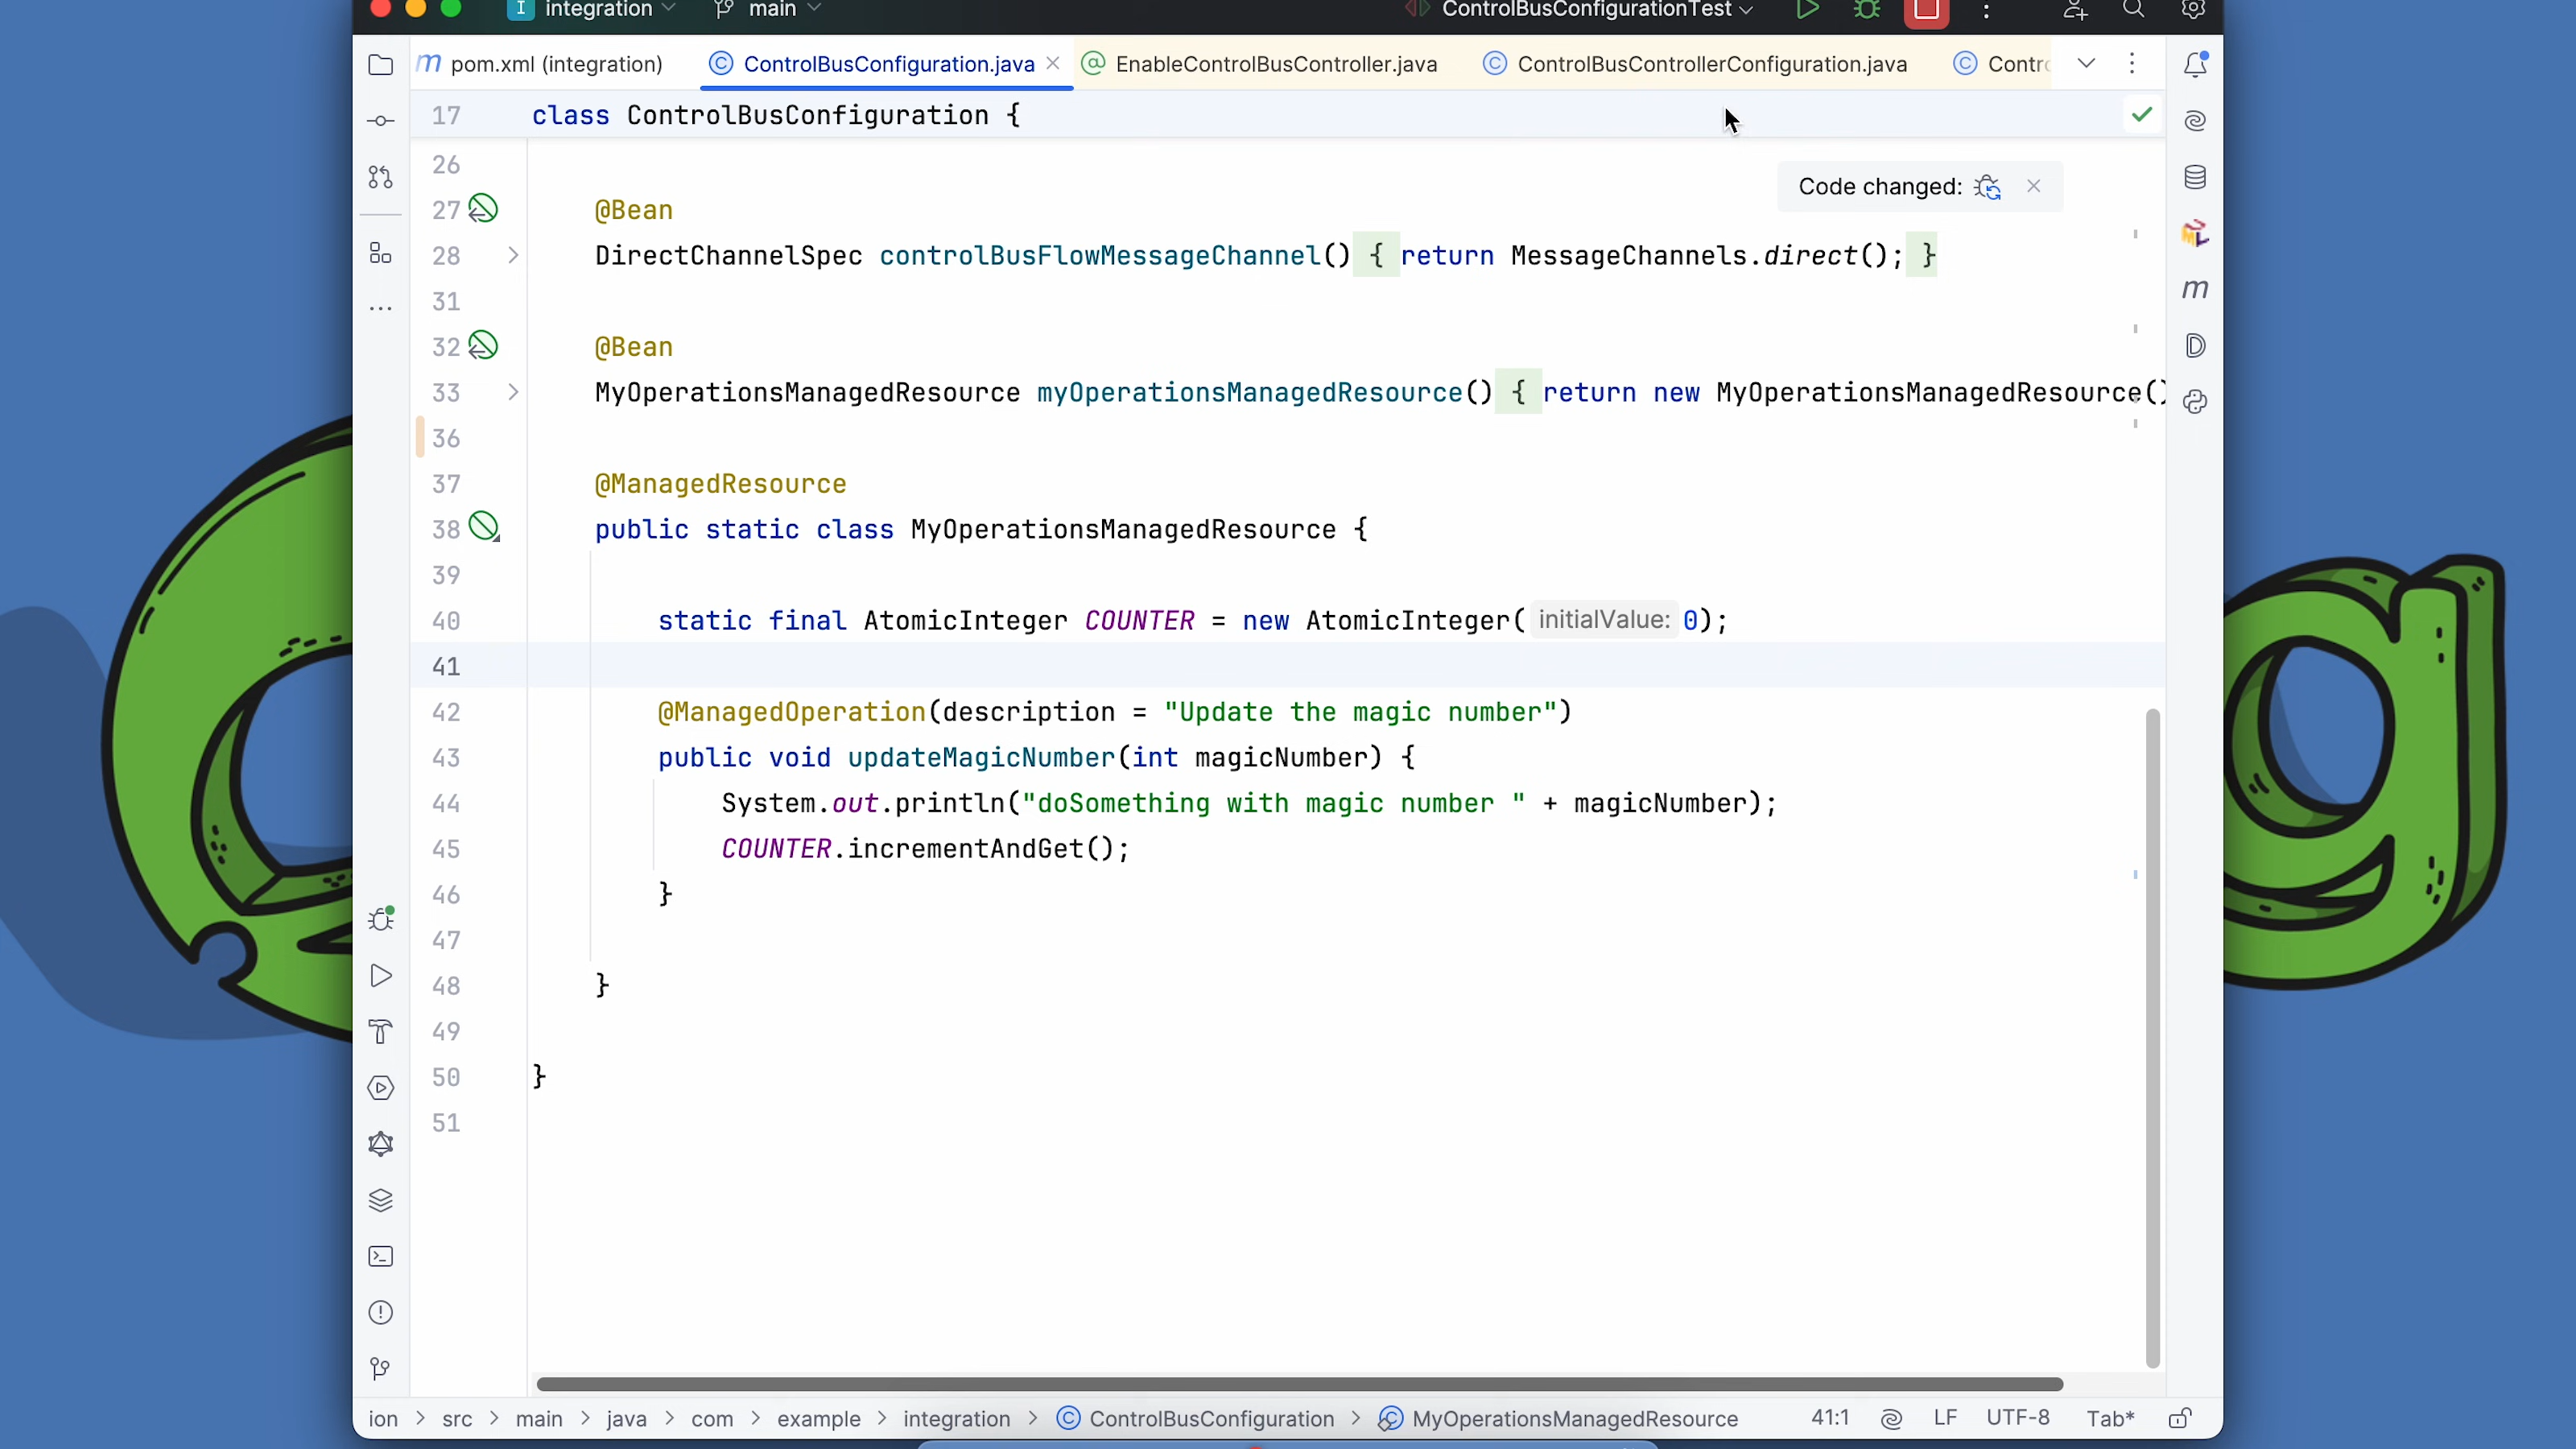 integration main ControlBusConfigurationTest
pom.xml (integration) ControlBusConfiguration.java EnableControlBusController.java ControlBusControllerConfiguration.java Contro
17 class ControlBusConfiguration {
26
Code changed:
27 @Bean
28 DirectChannelSpec controlBusFlowMessageChannel() { return MessageChannels.direct(); }
31
32 @Bean
33 MyOperationsManagedResource myOperationsManagedResource() { return new MyOperationsManagedResource()
36
37 @ManagedResource
38 public static class MyOperationsManagedResource {
39
40 static final AtomicInteger COUNTER = new AtomicInteger( initialValue: 0);
41
42 @ManagedOperation(description = "Update the magic number")
43 public void updateMagicNumber(int magicNumber) {
44 System.out.println("doSomething with magic number " + magicNumber);
45 COUNTER.incrementAndGet();
46 }
47
48 }
49
50 }
51
ion > src > main > java > com > example > integration > ControlBusConfiguration > MyOperationsManagedResource 41:1 LF UTF-8 Tab*